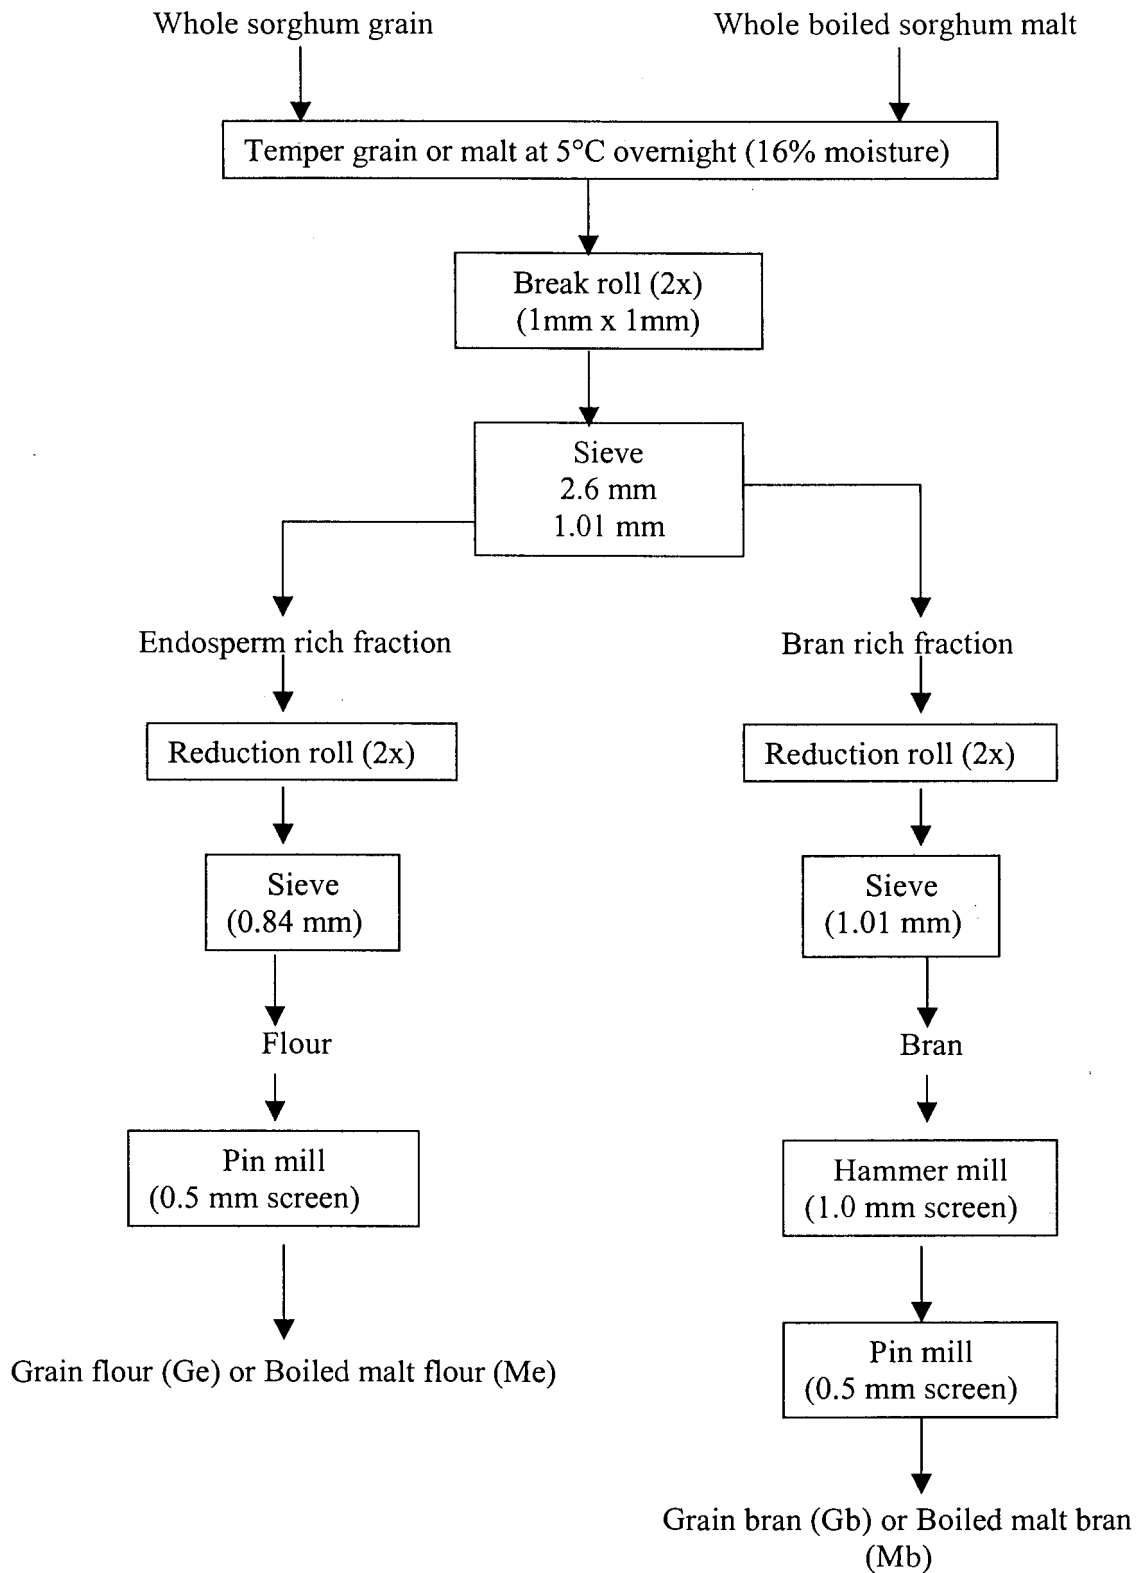 Whole sorghum grain
Whole boiled sorghum malt
Temper grain or malt at 5°C overnight (16% moisture)
Break roll (2x)
(1mm x 1mm)
Sieve
2.6 mm
1.01 mm
Endosperm rich fraction
Bran rich fraction
Reduction roll (2x)
Reduction roll (2x)
Sieve
(0.84 mm)
Sieve
(1.01 mm)
Flour
Bran
Pin mill
(0.5 mm screen)
Hammer mill
(1.0 mm screen)
Grain flour (Ge) or Boiled malt flour (Me)
Pin mill
(0.5 mm screen)
Grain bran (Gb) or Boiled malt bran
(Mb)